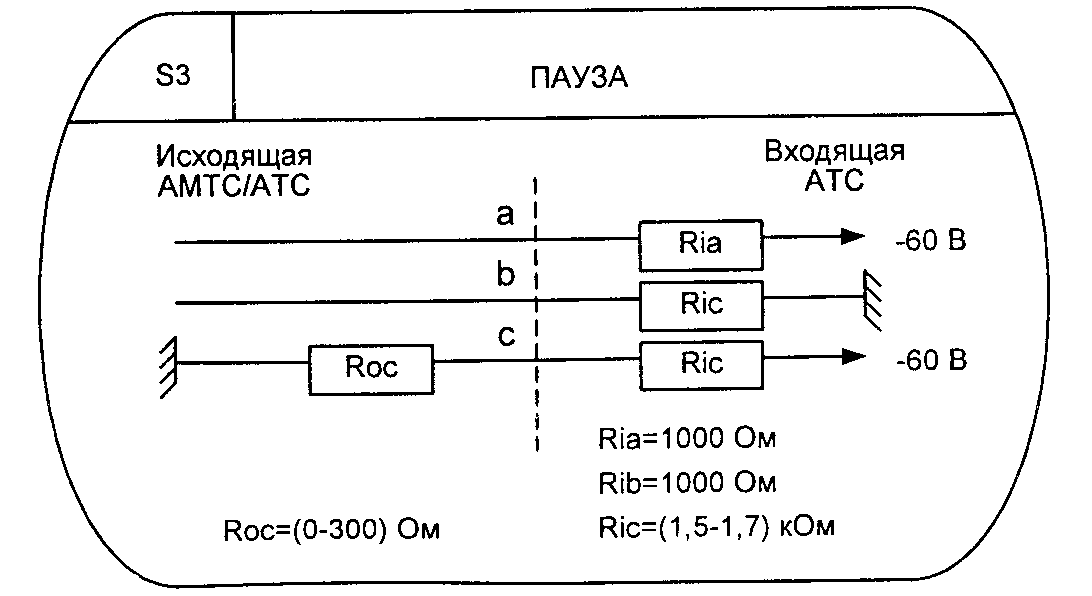 S3
ПАУЗА
Исходящая
АМТС/АТС
Входящая
АТС
a
Ria
-60 В
b
Ric
c
Roc
Ric
-60 В
Ria=1000 Ом
Rib=1000 Ом
Roc=(0-300) Ом
Ric=(1,5-1,7) кОм